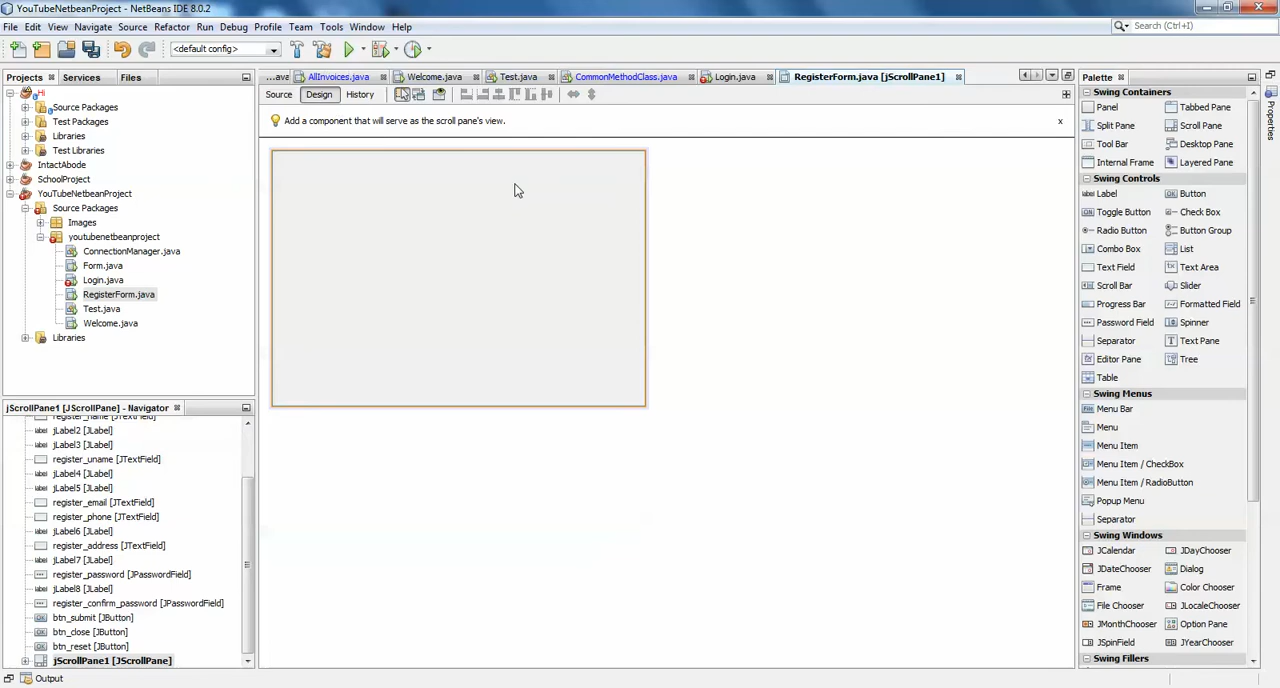 YouTubeNetbeanProject - NetBeans IDE 8.0.2
File Edit View Navigate Source Refactor Run Debug Profile Team Tools Window Help
Search (Ctrl+I)
<default config>
Projects Services Files
...ava AllInvoices.java Welcome.java Test.java CommonMethodClass.java Login.java RegisterForm.java [jScrollPane1]
Source Design History
Add a component that will serve as the scroll pane's view.
x
Hi
Source Packages
Test Packages
Libraries
Test Libraries
IntactAbode
SchoolProject
YouTubeNetbeanProject
Source Packages
Images
youtubenetbeanproject
ConnectionManager.java
Form.java
Login.java
RegisterForm.java
Test.java
Welcome.java
Libraries
jScrollPane1 [JScrollPane] - Navigator
register_name [JTextField]
jLabel2 [JLabel]
jLabel3 [JLabel]
register_uname [JTextField]
jLabel4 [JLabel]
jLabel5 [JLabel]
register_email [JTextField]
register_phone [JTextField]
jLabel6 [JLabel]
register_address [JTextField]
jLabel7 [JLabel]
register_password [JPasswordField]
jLabel8 [JLabel]
register_confirm_password [JPasswordField]
btn_submit [JButton]
btn_close [JButton]
btn_reset [JButton]
jScrollPane1 [JScrollPane]
Output
Palette
Swing Containers
Panel Tabbed Pane
Split Pane Scroll Pane
Tool Bar Desktop Pane
Internal Frame Layered Pane
Swing Controls
label Label OK Button
ON Toggle Button Check Box
Radio Button Button Group
Combo Box List
Text Field Text Area
Scroll Bar Slider
Progress Bar Formatted Field
Password Field Spinner
Separator Text Pane
Editor Pane Tree
Table
Swing Menus
Menu Bar
Menu
Menu Item
Menu Item / CheckBox
Menu Item / RadioButton
Popup Menu
Separator
Swing Windows
JCalendar JDayChooser
JDateChooser Dialog
Frame Color Chooser
File Chooser JLocaleChooser
JMonthChooser Option Pane
JSpinField JYearChooser
Swing Fillers
Properties